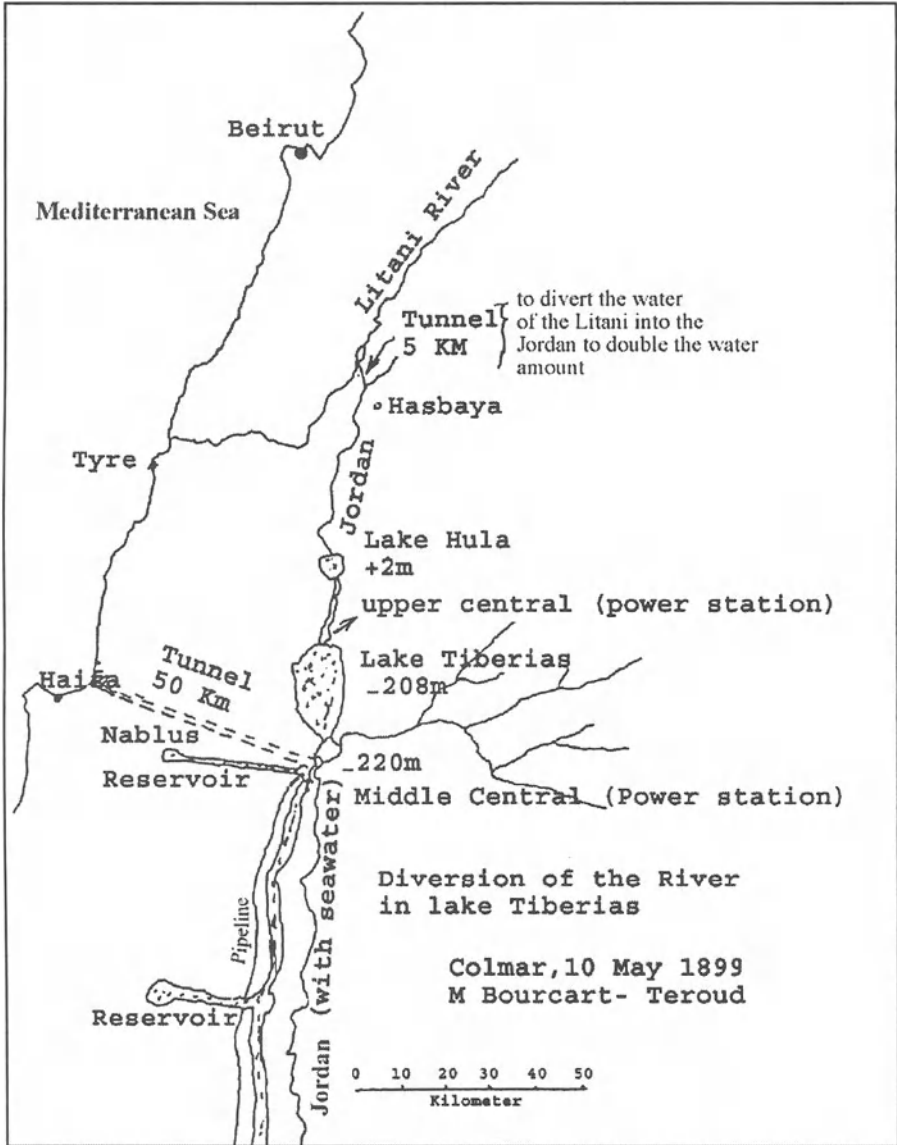 Beirut
Mediterranean Sea
Litani River
Tunnel
5 KM
to divert the water
of the Litani into the
Jordan to double the water
amount
Hasbaya
Tyre
Jordan
Lake Hula
+2m
upper central (power station)
Tunnel
50 Km
Lake Tiberias
-208m
Haifa
Nablus
Reservoir
-220m
Middle Central (Power station)
Jordan (with seawater)
Pipeline
Diversion of the River
in lake Tiberias
Colmar,10 May 1899
M Bourcart- Teroud
Reservoir
0 10 20 30 40 50
Kilometer